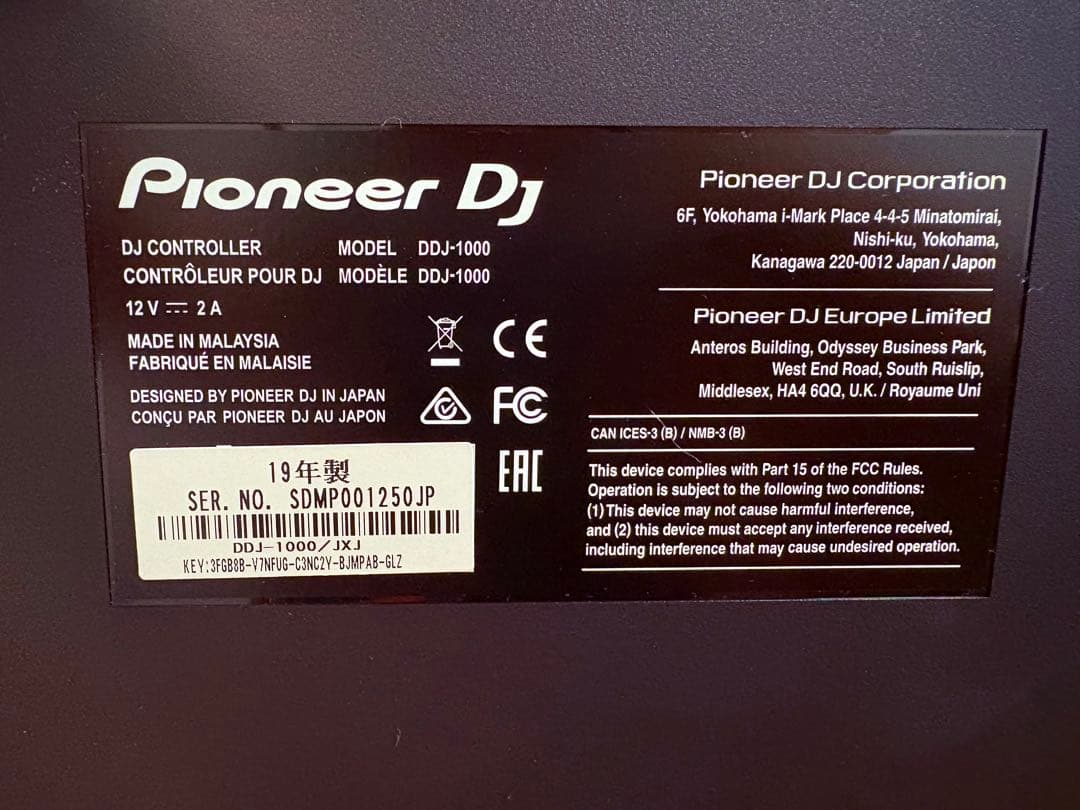 Pioneer Dj
DJ CONTROLLER MODEL DDJ-1000
CONTRÔLEUR POUR DJ MODÈLE DDJ-1000
12 V ⎓ 2 A
MADE IN MALAYSIA
FABRIQUÉ EN MALAISIE
DESIGNED BY PIONEER DJ IN JAPAN
CONÇU PAR PIONEER DJ AU JAPON
CE
FC
EAC
19年製
SER. NO. SDMP001250JP
DDJ-1000/JXJ
KEY:3FGB8B-V7NFUG-C3NC2Y-BJMPAB-GLZ
Pioneer DJ Corporation
6F, Yokohama i-Mark Place 4-4-5 Minatomirai,
Nishi-ku, Yokohama,
Kanagawa 220-0012 Japan / Japon
Pioneer DJ Europe Limited
Anteros Building, Odyssey Business Park,
West End Road, South Ruislip,
Middlesex, HA4 6QQ, U.K. / Royaume Uni
CAN ICES-3 (B) / NMB-3 (B)
This device complies with Part 15 of the FCC Rules.
Operation is subject to the following two conditions:
(1) This device may not cause harmful interference,
and (2) this device must accept any interference received,
including interference that may cause undesired operation.